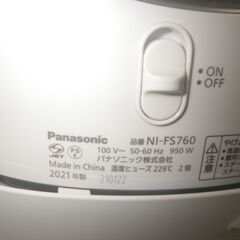 ON
OFF
Panasonic 品番 NI-FS760
100 V~ 50-60 Hz 950 W
パナソニック株式会社
Made in China 温度ヒューズ 229℃ 2個
2021年製 210122
注意